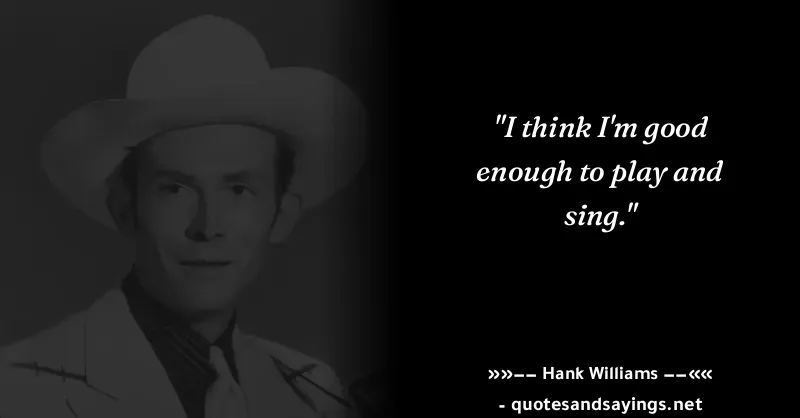 "I think I'm good
enough to play and
sing."
»»—— Hank Williams ——««
- quotesandsayings.net